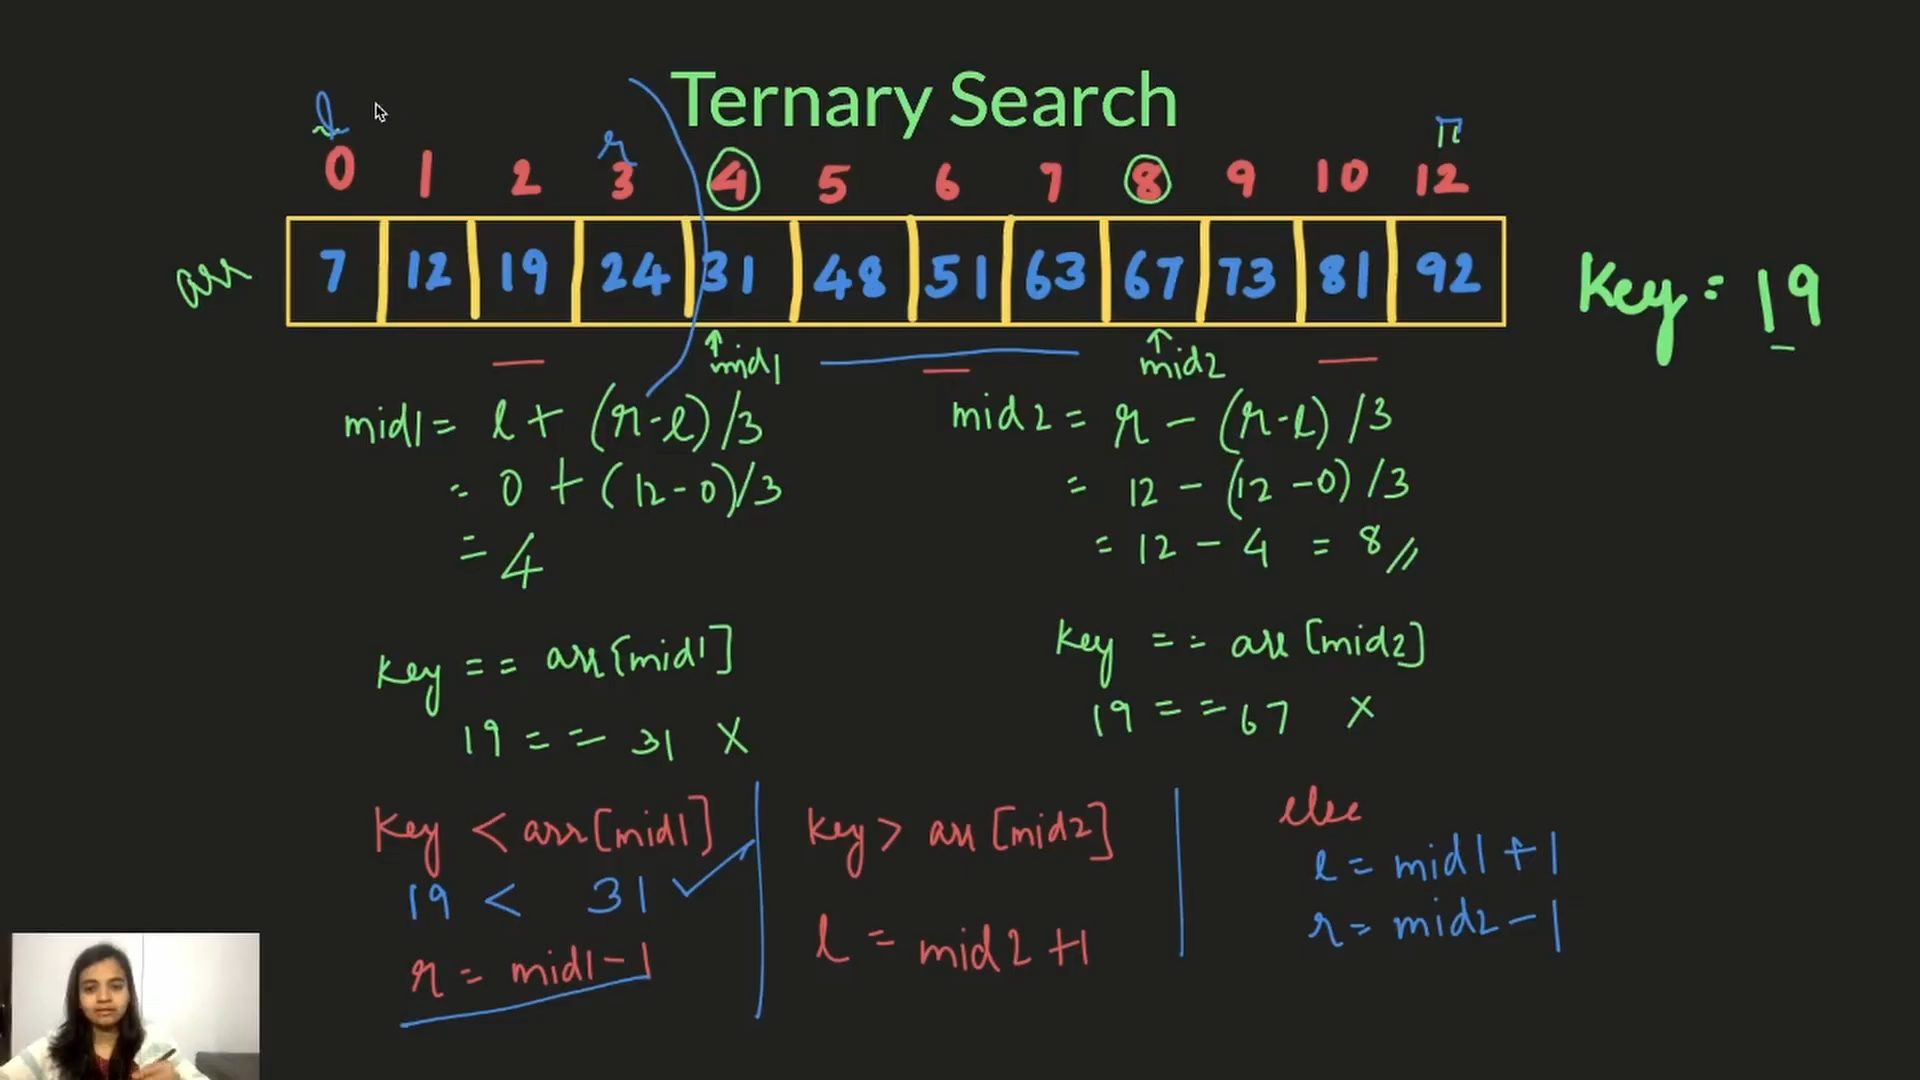 Ternary Search
l r r
0 1 2 3 4 5 6 7 8 9 10 12
arr 7 12 19 24 31 48 51 63 67 73 81 92
Key = 19
mid1 mid2
mid1 = l + (r-l)/3
= 0 + (12-0)/3
= 4
mid2 = r - (r-l)/3
= 12 - (12-0)/3
= 12 - 4 = 8
key == arr[mid1]
19 == 31 X
key == arr[mid2]
19 == 67 X
key < arr[mid1]
19 < 31 ✓
r = mid1-1
key > arr[mid2]
l = mid2+1
else
l = mid1+1
r = mid2-1